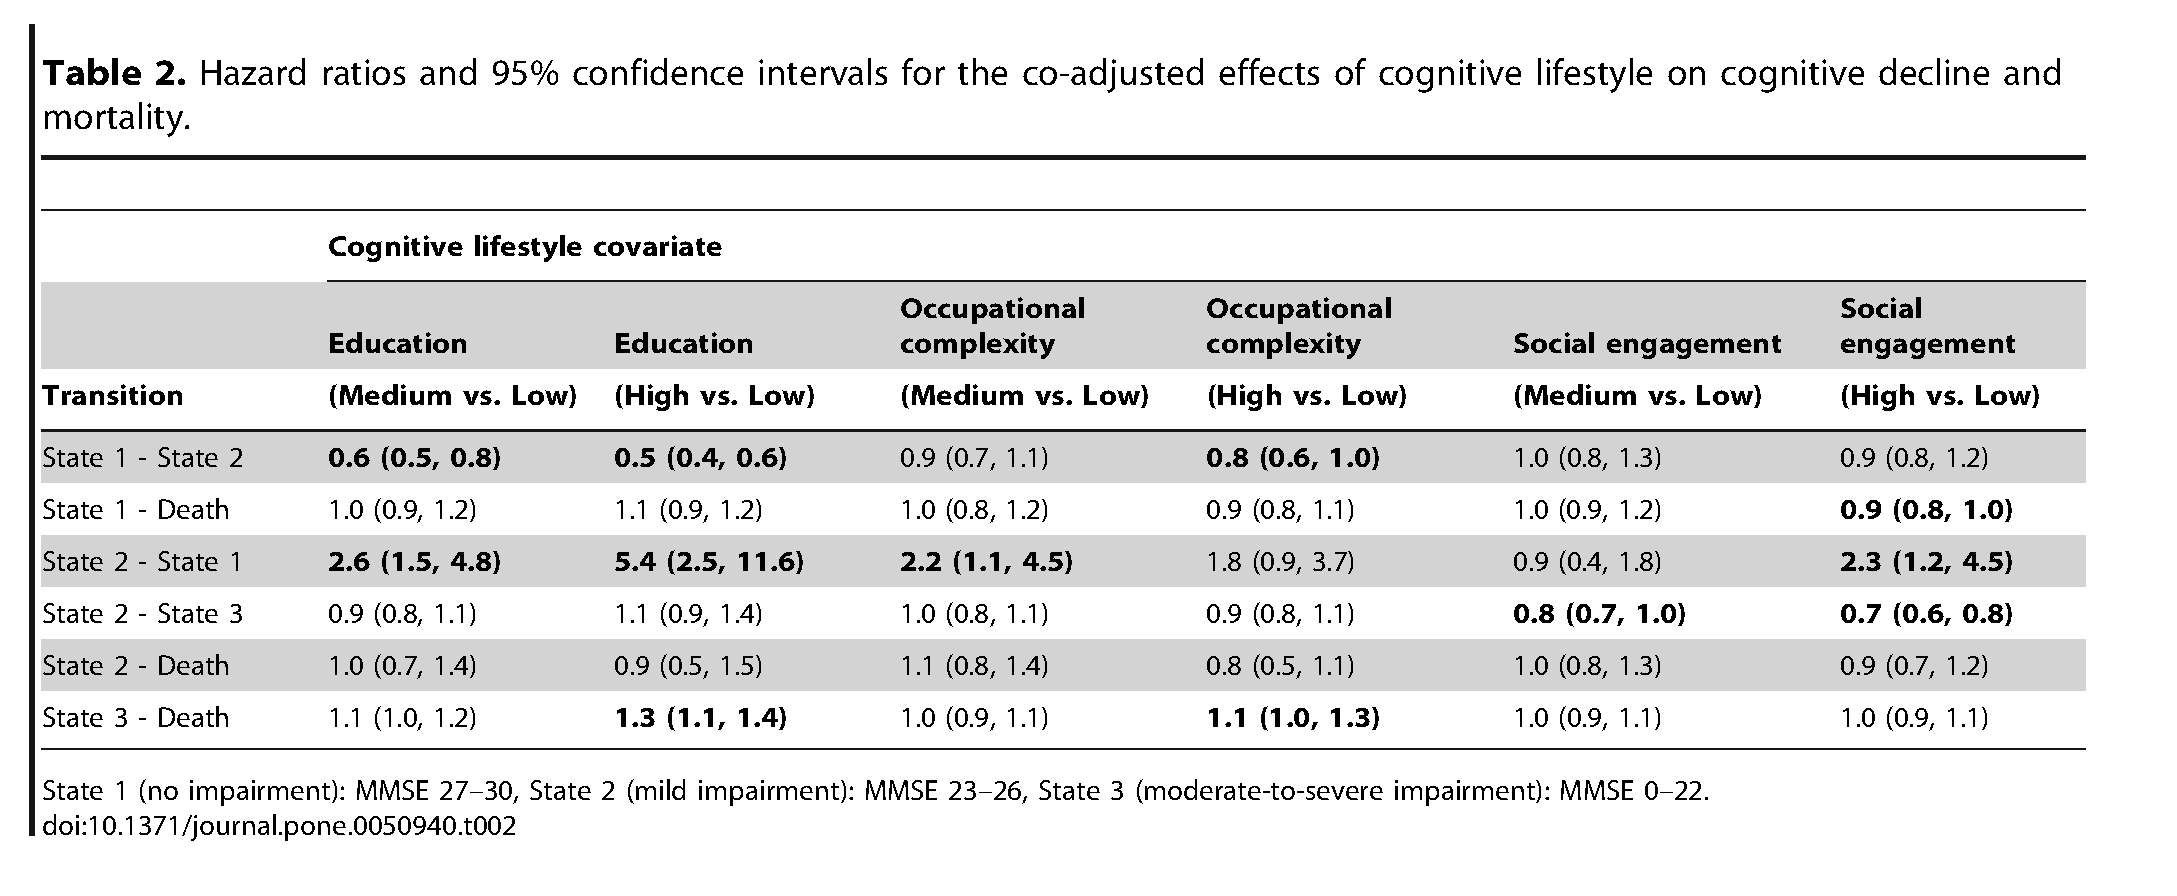 Table 2. Hazard ratios and 95% confidence intervals for the co-adjusted effects of cognitive lifestyle on cognitive decline and
mortality.
Cognitive lifestyle covariate
Education Education Occupational complexity Occupational complexity Social engagement Social engagement
Transition (Medium vs. Low) (High vs. Low) (Medium vs. Low) (High vs. Low) (Medium vs. Low) (High vs. Low)
State 1 - State 2 0.6 (0.5, 0.8) 0.5 (0.4, 0.6) 0.9 (0.7, 1.1) 0.8 (0.6, 1.0) 1.0 (0.8, 1.3) 0.9 (0.8, 1.2)
State 1 - Death 1.0 (0.9, 1.2) 1.1 (0.9, 1.2) 1.0 (0.8, 1.2) 0.9 (0.8, 1.1) 1.0 (0.9, 1.2) 0.9 (0.8, 1.0)
State 2 - State 1 2.6 (1.5, 4.8) 5.4 (2.5, 11.6) 2.2 (1.1, 4.5) 1.8 (0.9, 3.7) 0.9 (0.4, 1.8) 2.3 (1.2, 4.5)
State 2 - State 3 0.9 (0.8, 1.1) 1.1 (0.9, 1.4) 1.0 (0.8, 1.1) 0.9 (0.8, 1.1) 0.8 (0.7, 1.0) 0.7 (0.6, 0.8)
State 2 - Death 1.0 (0.7, 1.4) 0.9 (0.5, 1.5) 1.1 (0.8, 1.4) 0.8 (0.5, 1.1) 1.0 (0.8, 1.3) 0.9 (0.7, 1.2)
State 3 - Death 1.1 (1.0, 1.2) 1.3 (1.1, 1.4) 1.0 (0.9, 1.1) 1.1 (1.0, 1.3) 1.0 (0.9, 1.1) 1.0 (0.9, 1.1)
State 1 (no impairment): MMSE 27–30, State 2 (mild impairment): MMSE 23–26, State 3 (moderate-to-severe impairment): MMSE 0–22.
doi:10.1371/journal.pone.0050940.t002